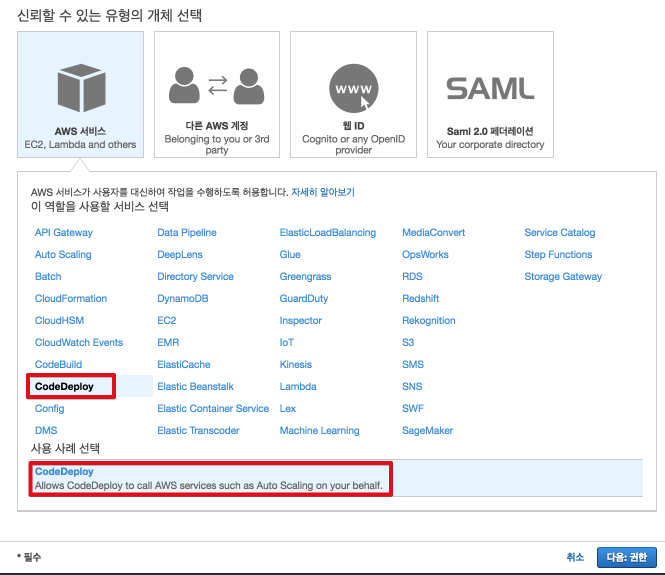 신뢰할 수 있는 유형의 개체 선택
AWS 서비스
EC2, Lambda and others
다른 AWS 계정
Belonging to you or 3rd
party
www
웹 ID
Cognito or any OpenID
provider
SAML
Saml 2.0 페더레이션
Your corporate directory
AWS 서비스가 사용자를 대신하여 작업을 수행하도록 허용합니다. 자세히 알아보기
이 역할을 사용할 서비스 선택
API Gateway Data Pipeline ElasticLoadBalancing MediaConvert Service Catalog
Auto Scaling DeepLens Glue OpsWorks Step Functions
Batch Directory Service Greengrass RDS Storage Gateway
CloudFormation DynamoDB GuardDuty Redshift
CloudHSM EC2 Inspector Rekognition
CloudWatch Events EMR IoT S3
CodeBuild ElastiCache Kinesis SMS
CodeDeploy Elastic Beanstalk Lambda SNS
Config Elastic Container Service Lex SWF
DMS Elastic Transcoder Machine Learning SageMaker
사용 사례 선택
CodeDeploy
Allows CodeDeploy to call AWS services such as Auto Scaling on your behalf.
* 필수 취소 다음: 권한